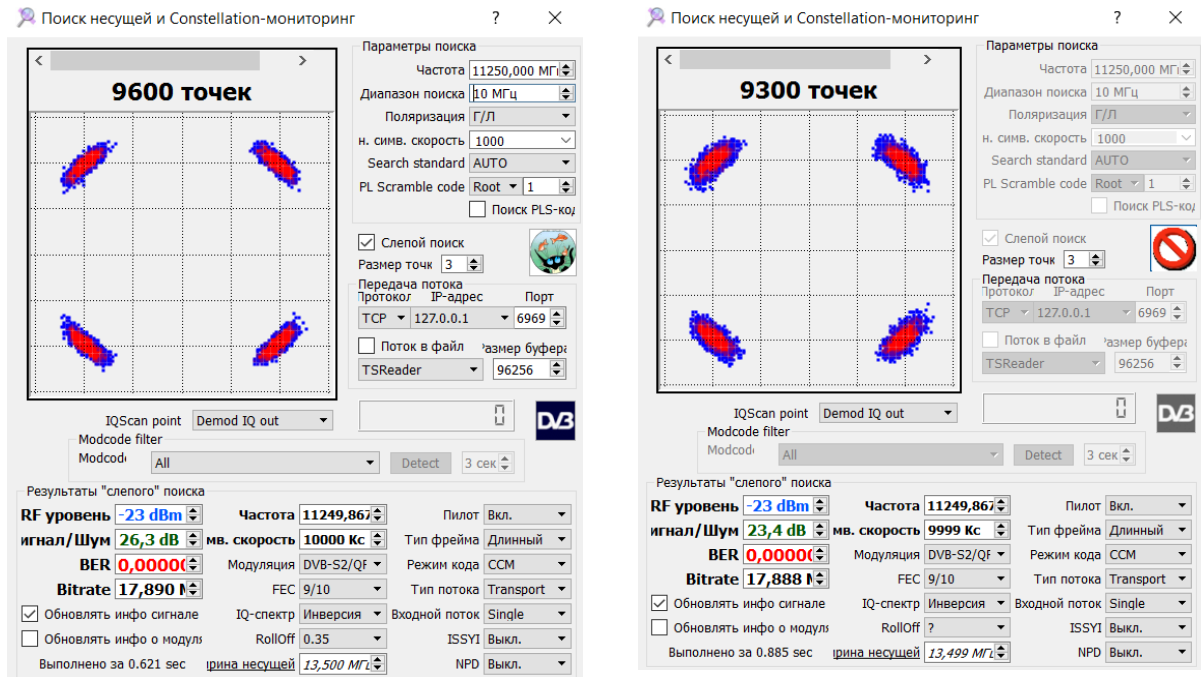 Поиск несущей и Constellation-мониторинг
? ×
< >
9600 точек
Параметры поиска
Частота 11250,000 МГц
Диапазон поиска 10 МГц
Поляризация Г/Л
н. симв. скорость 1000
Search standard AUTO
PL Scramble code Root 1
Поиск PLS-код
Слепой поиск
Размер точк 3
Передача потока
Протокол IP-адрес Порт
TCP 127.0.0.1 6969
Поток в файл размер буфера
TSReader 96256
IQScan point Demod IQ out 0 DVB
Modcode filter
Modcode All Detect 3 сек
Результаты "слепого" поиска
RF уровень -23 dBm Частота 11249,867 Пилот Вкл.
игнал/Шум 26,3 dB мв. скорость 10000 Кс Тип фрейма Длинный
BER 0,00000 Модуляция DVB-S2/QF Режим кода CCM
Bitrate 17,890 FEC 9/10 Тип потока Transport
Обновлять инфо сигнале IQ-спектр Инверсия Входной поток Single
Обновлять инфо о модуля RollOff 0.35 ISSYI Выкл.
Выполнено за 0.621 sec ирина несущей 13,500 МГц NPD Выкл.
Поиск несущей и Constellation-мониторинг
? ×
< >
9300 точек
Параметры поиска
Частота 11250,000 МГц
Диапазон поиска 10 МГц
Поляризация Г/Л
н. симв. скорость 1000
Search standard AUTO
PL Scramble code Root 1
Поиск PLS-код
Слепой поиск
Размер точк 3
Передача потока
Протокол IP-адрес Порт
TCP 127.0.0.1 6969
Поток в файл размер буфера
TSReader 96256
IQScan point Demod IQ out 0 DVB
Modcode filter
Modcode All Detect 3 сек
Результаты "слепого" поиска
RF уровень -23 dBm Частота 11249,867 Пилот Вкл.
игнал/Шум 23,4 dB мв. скорость 9999 Кс Тип фрейма Длинный
BER 0,00000 Модуляция DVB-S2/QF Режим кода CCM
Bitrate 17,888 FEC 9/10 Тип потока Transport
Обновлять инфо сигнале IQ-спектр Инверсия Входной поток Single
Обновлять инфо о модуля RollOff ? ISSYI Выкл.
Выполнено за 0.885 sec ирина несущей 13,499 МГц NPD Выкл.